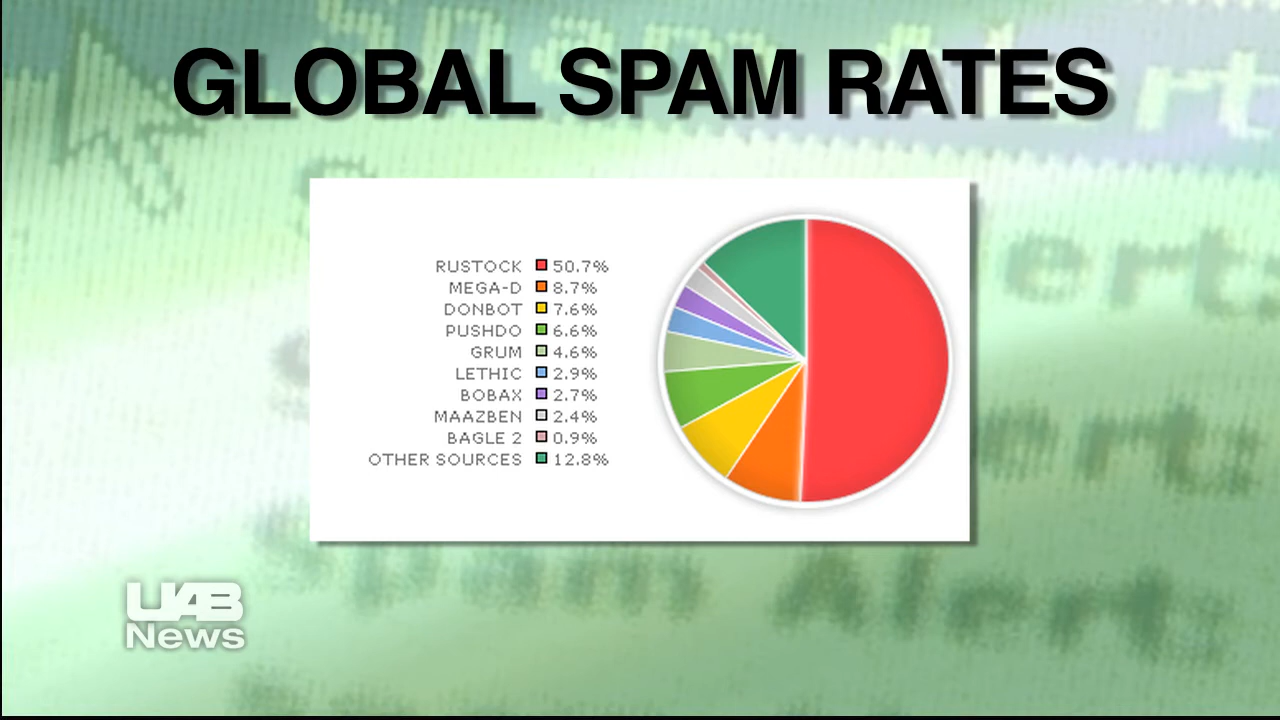 GLOBAL SPAM RATES
RUSTOCK 50.7%
MEGA-D 8.7%
DONBOT 7.6%
PUSHDO 6.6%
GRUM 4.6%
LETHIC 2.9%
BOBAX 2.7%
MAAZBEN 2.4%
BAGLE 2 0.9%
OTHER SOURCES 12.8%
UAB
News